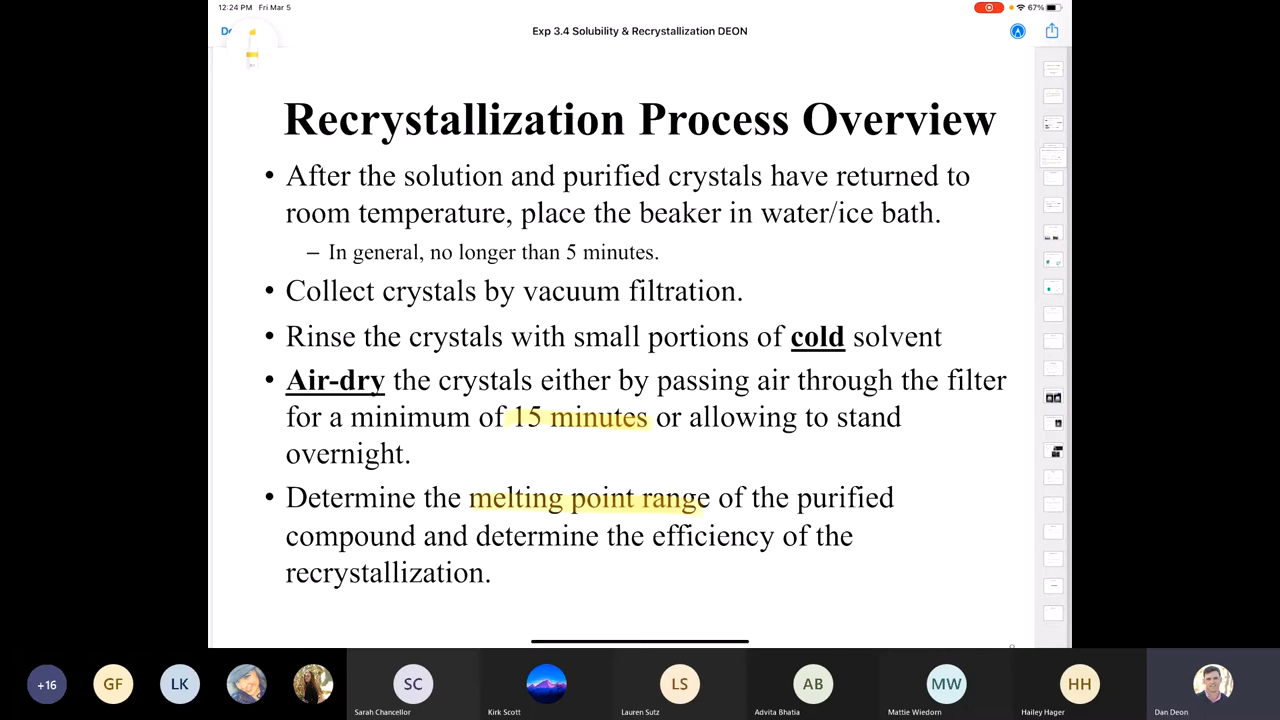 12:24 PM Fri Mar 5
67%
Exp 3.4 Solubility & Recrystallization DEON
Recrystallization Process Overview
• After the solution and purified crystals have returned to
room temperature, place the beaker in water/ice bath.
– In general, no longer than 5 minutes.
• Collect crystals by vacuum filtration.
• Rinse the crystals with small portions of cold solvent
• Air-dry the crystals either by passing air through the filter
for a minimum of 15 minutes or allowing to stand
overnight.
• Determine the melting point range of the purified
compound and determine the efficiency of the
recrystallization.
+16
GF
LK
SC
LS
AB
MW
HH
Sarah Chancellor
Kirk Scott
Lauren Sutz
Advita Bhatia
Mattie Wiedorn
Hailey Hager
Dan Deon